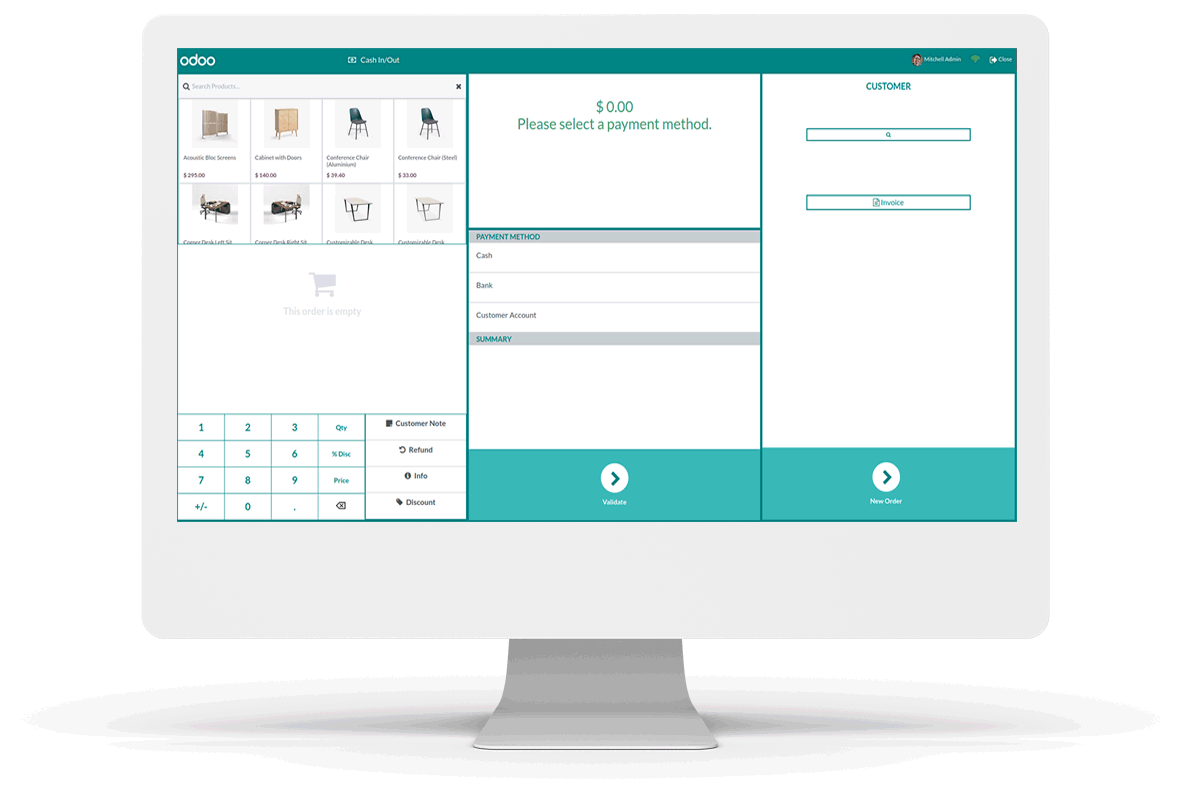 odoo
Cash In/Out
Mitchell Admin
Close
Search Products...
Acoustic Bloc Screens
$ 295.00
Cabinet with Doors
$ 140.00
Conference Chair
(Aluminium)
$ 39.40
Conference Chair (Steel)
$ 33.00
Corner Desk Left Sit
Corner Desk Right Sit
Customizable Desk
Customizable Desk
This order is empty
1 2 3 Qty
4 5 6 % Disc
7 8 9 Price
+/- 0 .
Customer Note
Refund
Info
Discount
$ 0.00
Please select a payment method.
PAYMENT METHOD
Cash
Bank
Customer Account
SUMMARY
Validate
CUSTOMER
Invoice
New Order